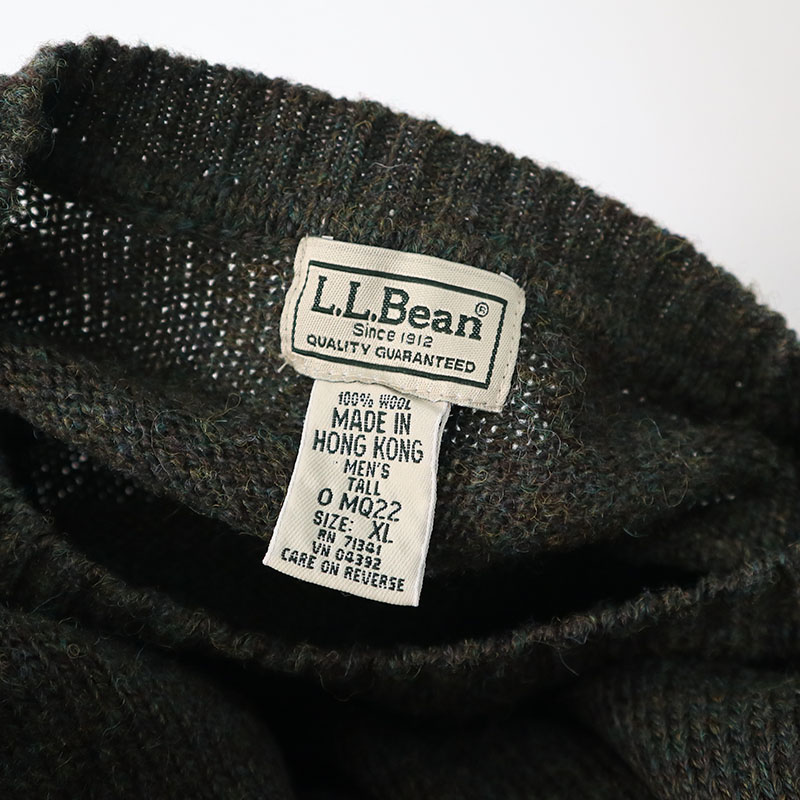 L.L.Bean®
Since 1912
QUALITY GUARANTEED
100% WOOL
MADE IN
HONG KONG
MEN'S
TALL
0 MQ22
SIZE: XL
RN 71341
VN 04392
CARE ON REVERSE